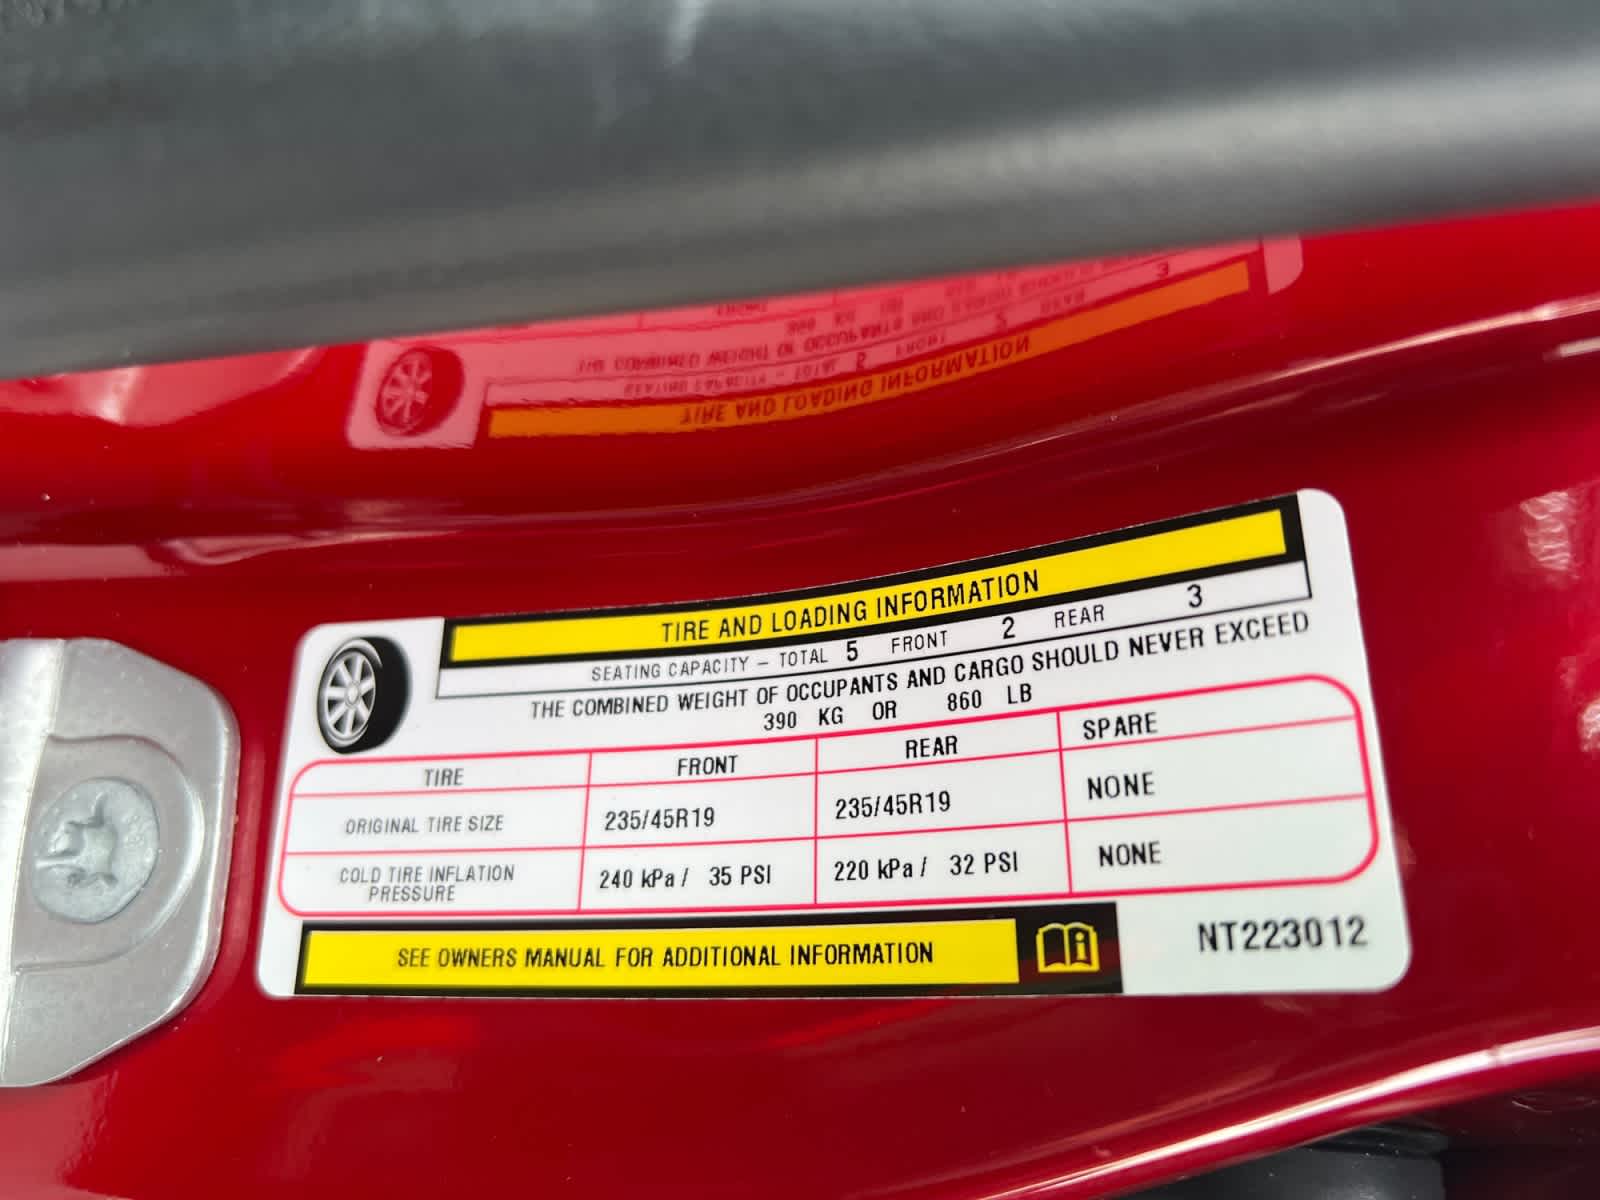 TIRE AND LOADING INFORMATION
SEATING CAPACITY – TOTAL 5 FRONT 2 REAR 3
THE COMBINED WEIGHT OF OCCUPANTS AND CARGO SHOULD NEVER EXCEED
390 KG OR 860 LB
TIRE FRONT REAR SPARE
ORIGINAL TIRE SIZE 235/45R19 235/45R19 NONE
COLD TIRE INFLATION
PRESSURE 240 kPa / 35 PSI 220 kPa / 32 PSI NONE
SEE OWNERS MANUAL FOR ADDITIONAL INFORMATION
NT223012